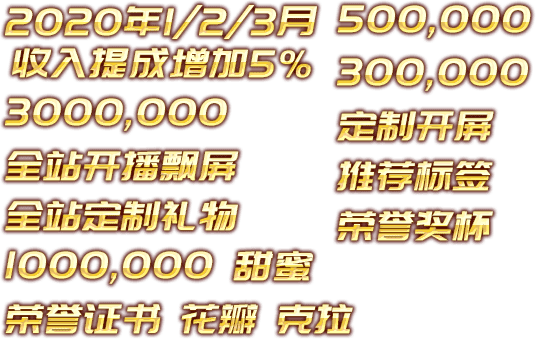 2020年1/2/3月
收入提成增加5%
3000,000
全站开播飘屏
全站定制礼物
1000,000 甜蜜
荣誉证书 花瓣 克拉
500,000
300,000
定制开屏
推荐标签
荣誉奖杯